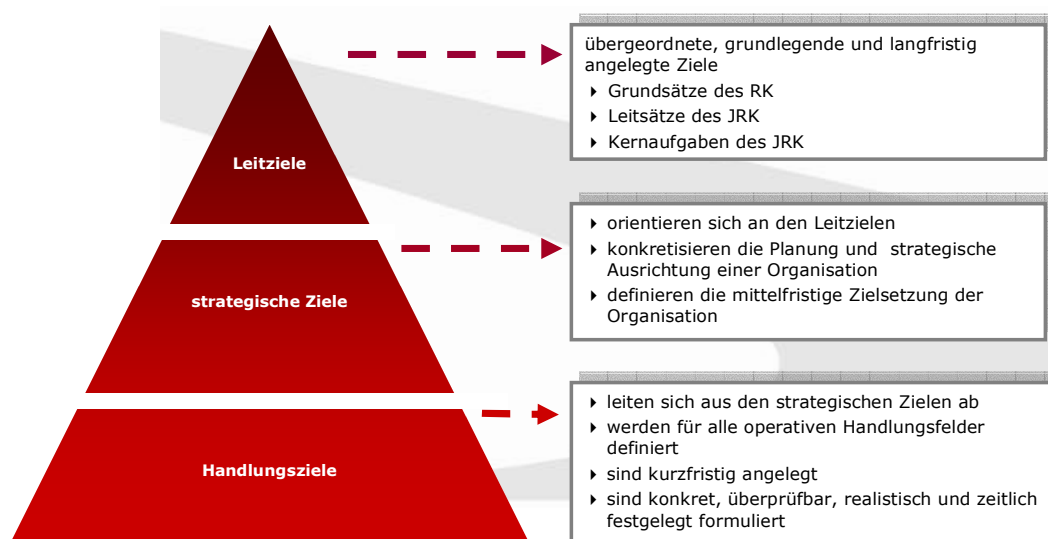 Leitziele
übergeordnete, grundlegende und langfristig
angelegte Ziele
Grundsätze des RK
Leitsätze des JRK
Kernaufgaben des JRK
strategische Ziele
orientieren sich an den Leitzielen
konkretisieren die Planung und strategische
Ausrichtung einer Organisation
definieren die mittelfristige Zielsetzung der
Organisation
Handlungsziele
leiten sich aus den strategischen Zielen ab
werden für alle operativen Handlungsfelder
definiert
sind kurzfristig angelegt
sind konkret, überprüfbar, realistisch und zeitlich
festgelegt formuliert